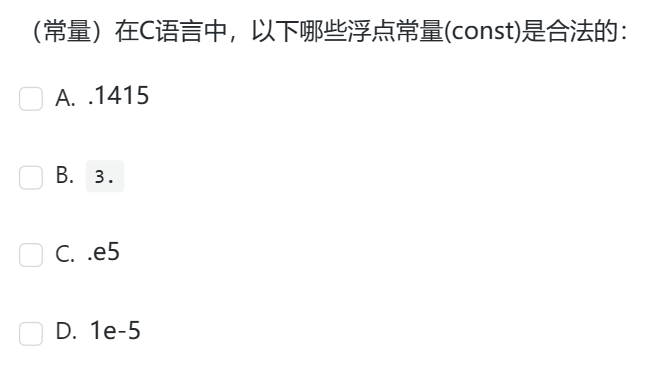 （常量）在C语言中，以下哪些浮点常量(const)是合法的：
A. .1415
B. 3.
C. .e5
D. 1e-5